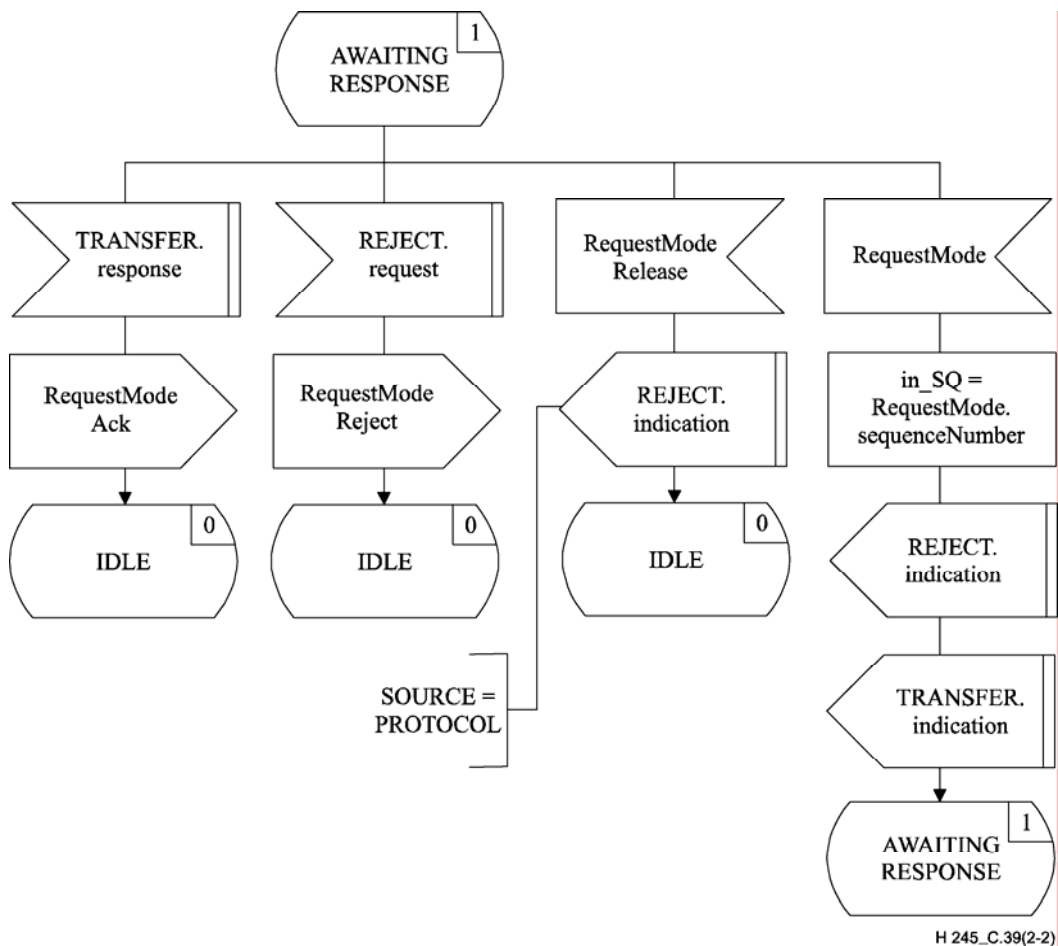 1
AWAITING
RESPONSE
TRANSFER.
response
REJECT.
request
RequestMode
Release
RequestMode
RequestMode
Ack
RequestMode
Reject
REJECT.
indication
in_SQ =
RequestMode.
sequenceNumber
0
IDLE
0
IDLE
0
IDLE
REJECT.
indication
SOURCE =
PROTOCOL
TRANSFER.
indication
1
AWAITING
RESPONSE
H 245_C.39(2-2)